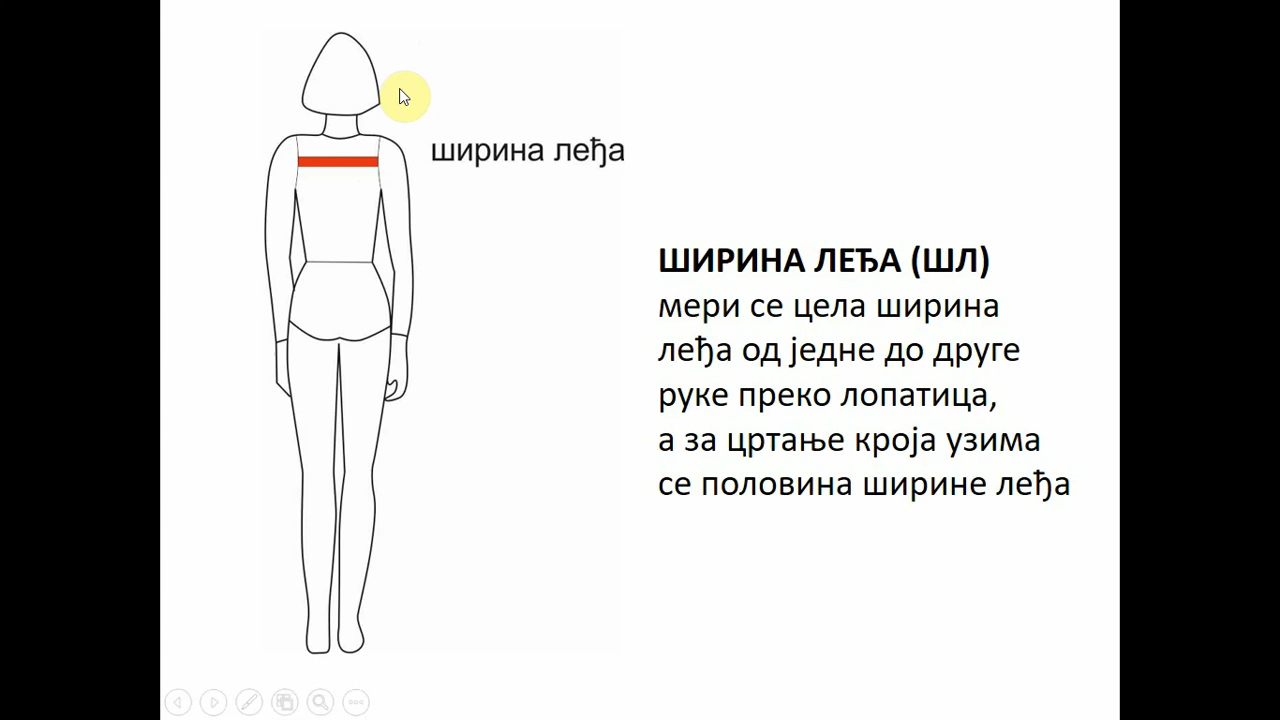 ширина леђа
ШИРИНА ЛЕЂА (ШЛ)
мери се цела ширина
леђа од једне до друге
руке преко лопатица,
а за цртање кроја узима
се половина ширине леђа